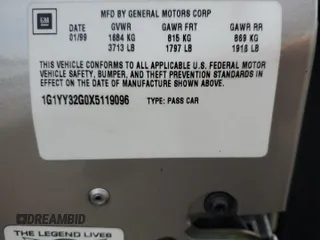 GM
MFD BY GENERAL MOTORS CORP
DATE GVWR GAWR FRT GAWR RR
01/99 1684 KG 815 KG 869 KG
3713 LB 1797 LB 1916 LB
THIS VEHICLE CONFORMS TO ALL APPLICABLE U.S. FEDERAL MOTOR
VEHICLE SAFETY, BUMPER, AND THEFT PREVENTION STANDARDS IN
EFFECT ON THE DATE OF MANUFACTURE SHOWN ABOVE.
1G1YY32G0X5119096 TYPE: PASS CAR
THE LEGEND LIVES
DREAMBID